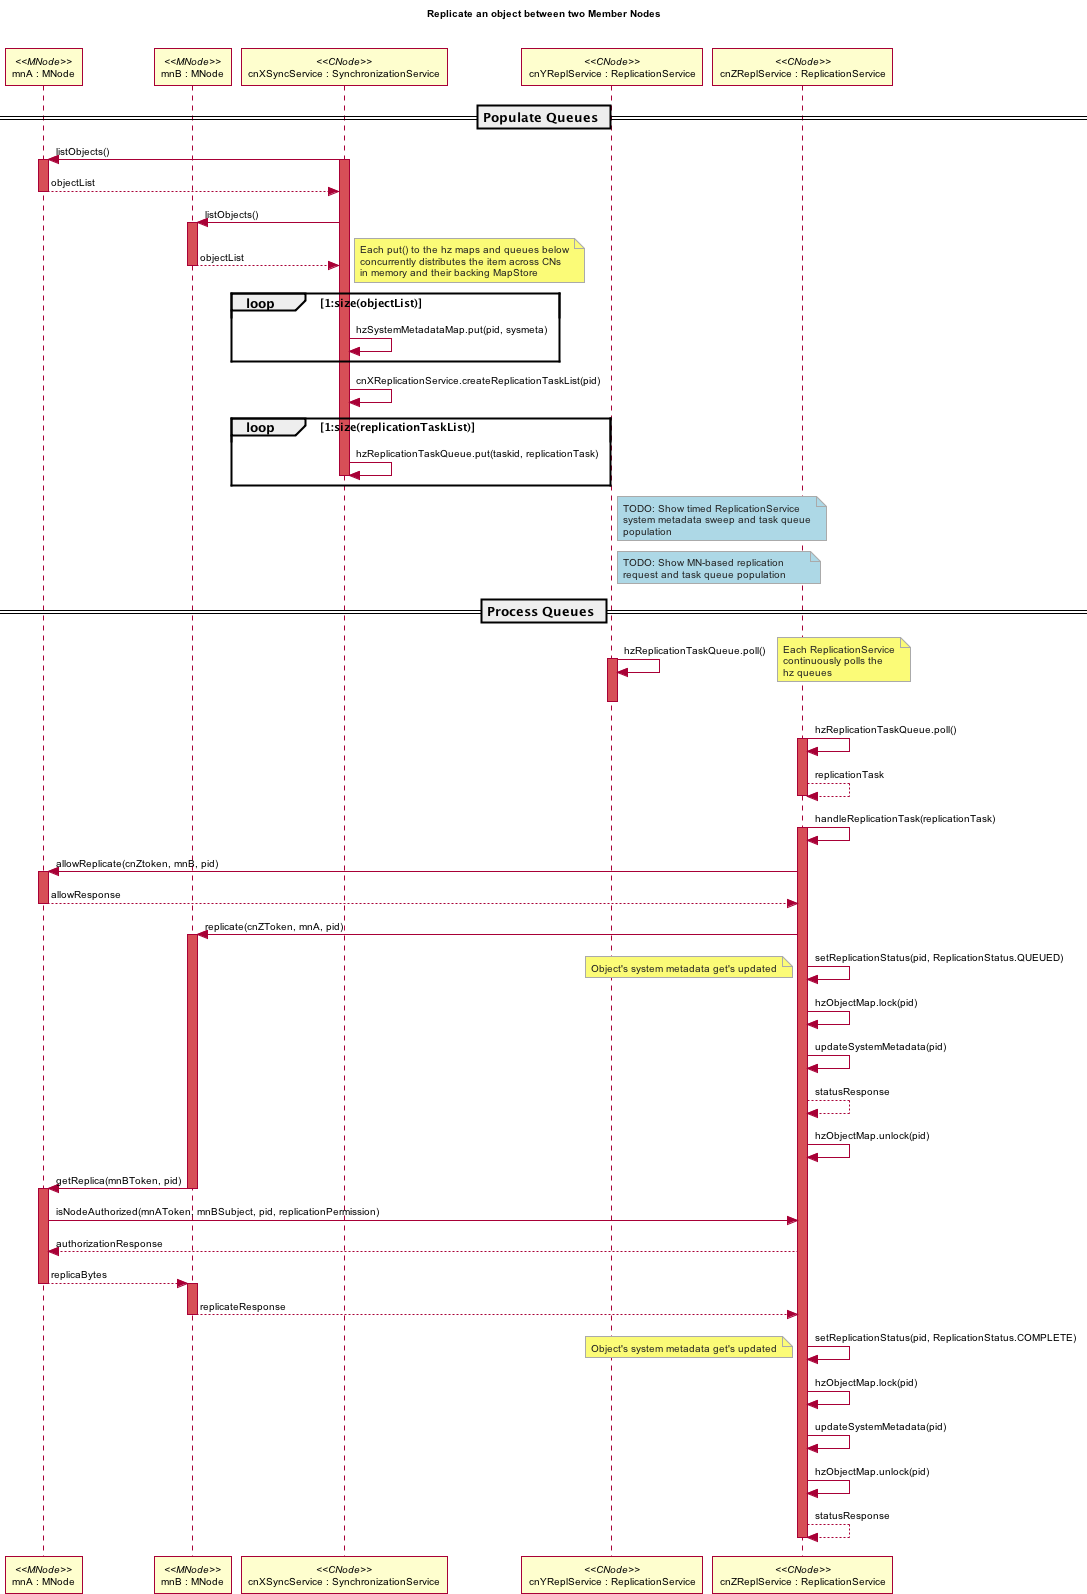 Replicate an object between two Member Nodes
<<MNode>>
mnA : MNode
<<MNode>>
mnB : MNode
<<CNode>>
cnXSyncService : SynchronizationService
<<CNode>>
cnYReplService : ReplicationService
<<CNode>>
cnZReplService : ReplicationService
Populate Queues
listObjects()
objectList
listObjects()
objectList
Each put() to the hz maps and queues below
concurrently distributes the item across CNs
in memory and their backing MapStore
loop [1:size(objectList)]
hzSystemMetadataMap.put(pid, sysmeta)
cnXReplicationService.createReplicationTaskList(pid)
loop [1:size(replicationTaskList)]
hzReplicationTaskQueue.put(taskid, replicationTask)
TODO: Show timed ReplicationService
system metadata sweep and task queue
population
TODO: Show MN-based replication
request and task queue population
Process Queues
hzReplicationTaskQueue.poll()
Each ReplicationService
continuously polls the
hz queues
hzReplicationTaskQueue.poll()
replicationTask
handleReplicationTask(replicationTask)
allowReplicate(cnZtoken, mnB, pid)
allowResponse
replicate(cnZToken, mnA, pid)
setReplicationStatus(pid, ReplicationStatus.QUEUED)
Object's system metadata get's updated
hzObjectMap.lock(pid)
updateSystemMetadata(pid)
statusResponse
hzObjectMap.unlock(pid)
getReplica(mnBToken, pid)
isNodeAuthorized(mnAToken, mnBSubject, pid, replicationPermission)
authorizationResponse
replicaBytes
replicateResponse
setReplicationStatus(pid, ReplicationStatus.COMPLETE)
Object's system metadata get's updated
hzObjectMap.lock(pid)
updateSystemMetadata(pid)
hzObjectMap.unlock(pid)
statusResponse
<<MNode>>
mnA : MNode
<<MNode>>
mnB : MNode
<<CNode>>
cnXSyncService : SynchronizationService
<<CNode>>
cnYReplService : ReplicationService
<<CNode>>
cnZReplService : ReplicationService